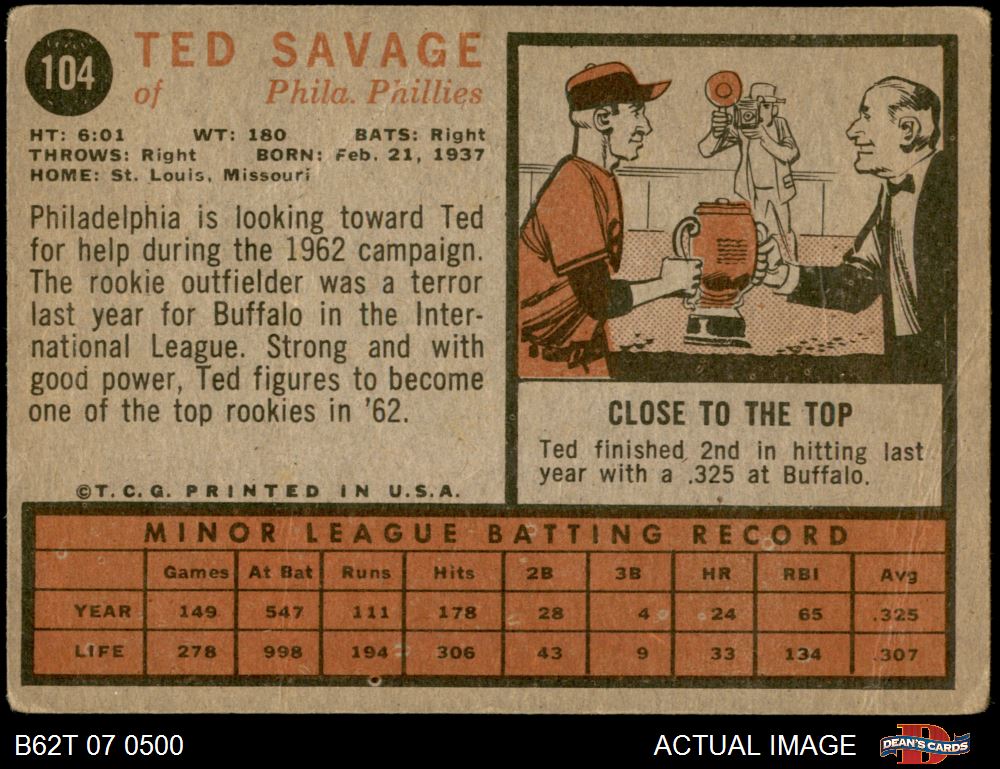 104
TED SAVAGE
of Phila. Phillies
HT: 6:01 WT: 180 BATS: Right
THROWS: Right BORN: Feb. 21, 1937
HOME: St. Louis, Missouri
Philadelphia is looking toward Ted
for help during the 1962 campaign.
The rookie outfielder was a terror
last year for Buffalo in the Inter-
national League. Strong and with
good power, Ted figures to become
one of the top rookies in '62.
©T.C.G. PRINTED IN U.S.A.
CLOSE TO THE TOP
Ted finished 2nd in hitting last
year with a .325 at Buffalo.
MINOR LEAGUE BATTING RECORD
Games At Bat Runs Hits 2B 3B HR RBI Avg
YEAR 149 547 111 178 28 4 24 65 .325
LIFE 278 998 194 306 43 9 33 134 .307
B62T 07 0500
ACTUAL IMAGE
DEAN'S CARDS